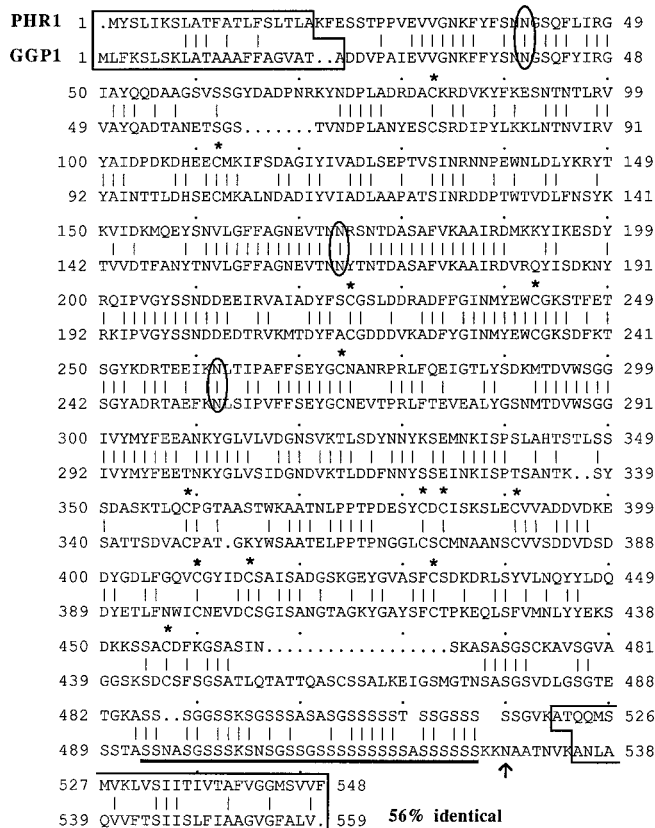 PHR1 1 .MYSLIKSLATFATLFSLTLAKFESSTPPVEVVGNKFYFSNNGSQFLIRG 49
GGP1 1 MLFKSLSKLATAAAFFAGVAT..ADDVPAIEVVGNKFFYSNNGSQFYIRG 48
*
50 IAYQQDAAGSVSSGYDADPNRKYNDPLADRDACKRDVKYFKESNTNTLRV 99
49 VAYQADTANETSGS.......TVNDPLANYESCSRDIPYLKKLNTNVIRV 91
*
100 YAIDPDKDHEECMKIFSDAGIYIVADLSEPTVSINRNNPEWNLDLYKRYT 149
92 YAINTTLDHSECMKALNDADIYVIADLAAPATSINRDDPTWTVDLFNSYK 141
150 KVIDKMQEYSNVLGFFAGNEVTNNRSNTDASAFVKAAIRDMKKYIKESDY 199
142 TVVDTFANYTNVLGFFAGNEVTNNYTNTDASAFVKAAIRDVRQYISDKNY 191
* *
200 RQIPVGYSSNDDEEIRVAIADYFSCGSLDDRADFFGINMYEWCGKSTFET 249
192 RKIPVGYSSNDDEDTRVKMTDYFACGDDDVKADFYGINMYEWCGKSDFKT 241
*
250 SGYKDRTEEIKNLTIPAFFSEYGCNANRPRLFQEIGTLYSDKMTDVWSGG 299
242 SGYADRTAEFKNLSIPVFFSEYGCNEVTPRLFTEVEALYGSNMTDVWSGG 291
300 IVYMYFEEANKYGLVLVDGNSVKTLSDYNNYKSEMNKISPSLAHTSTLSS 349
292 IVYMYFEETNKYGLVSIDGNDVKTLDDFNNYSSEINKISPTSANTK..SY 339
* * * *
350 SDASKTLQCPGTAASTWKAATNLPPTPDESYCDCISKSLECVVADDVDKE 399
340 SATTSDVACPAT.GKYWSAATELPPTPNGGLCSCMNAANSCVVSDDVDSD 388
* * *
400 DYGDLFGQVCGYIDCSAISADGSKGEYGVASFCSDKDRLSYVLNQYYLDQ 449
389 DYETLFNWICNEVDCSGISANGTAGKYGAYSFCTPKEQLSFVMNLYYEKS 438
*
450 DKKSSACDFKGSASIN..................SKASASGSCKAVSGVA 481
439 GGSKSDCSFSGSATLQTATTQASCSSALKEIGSMGTNSASGSVDLGSGTE 488
482 TGKASS..SGGSSKSGSSSASASGSSSSST SSGSSS SSGVKATQQMS 526
489 SSTASSNASGSSSKSNSGSSGSSSSSSSSSASSSSSSKKNAATNVKANLA 538
527 MVKLVSIITIVTAFVGGMSVVF 548
539 QVVFTSIISLFIAAGVGFALV. 559
56% identical